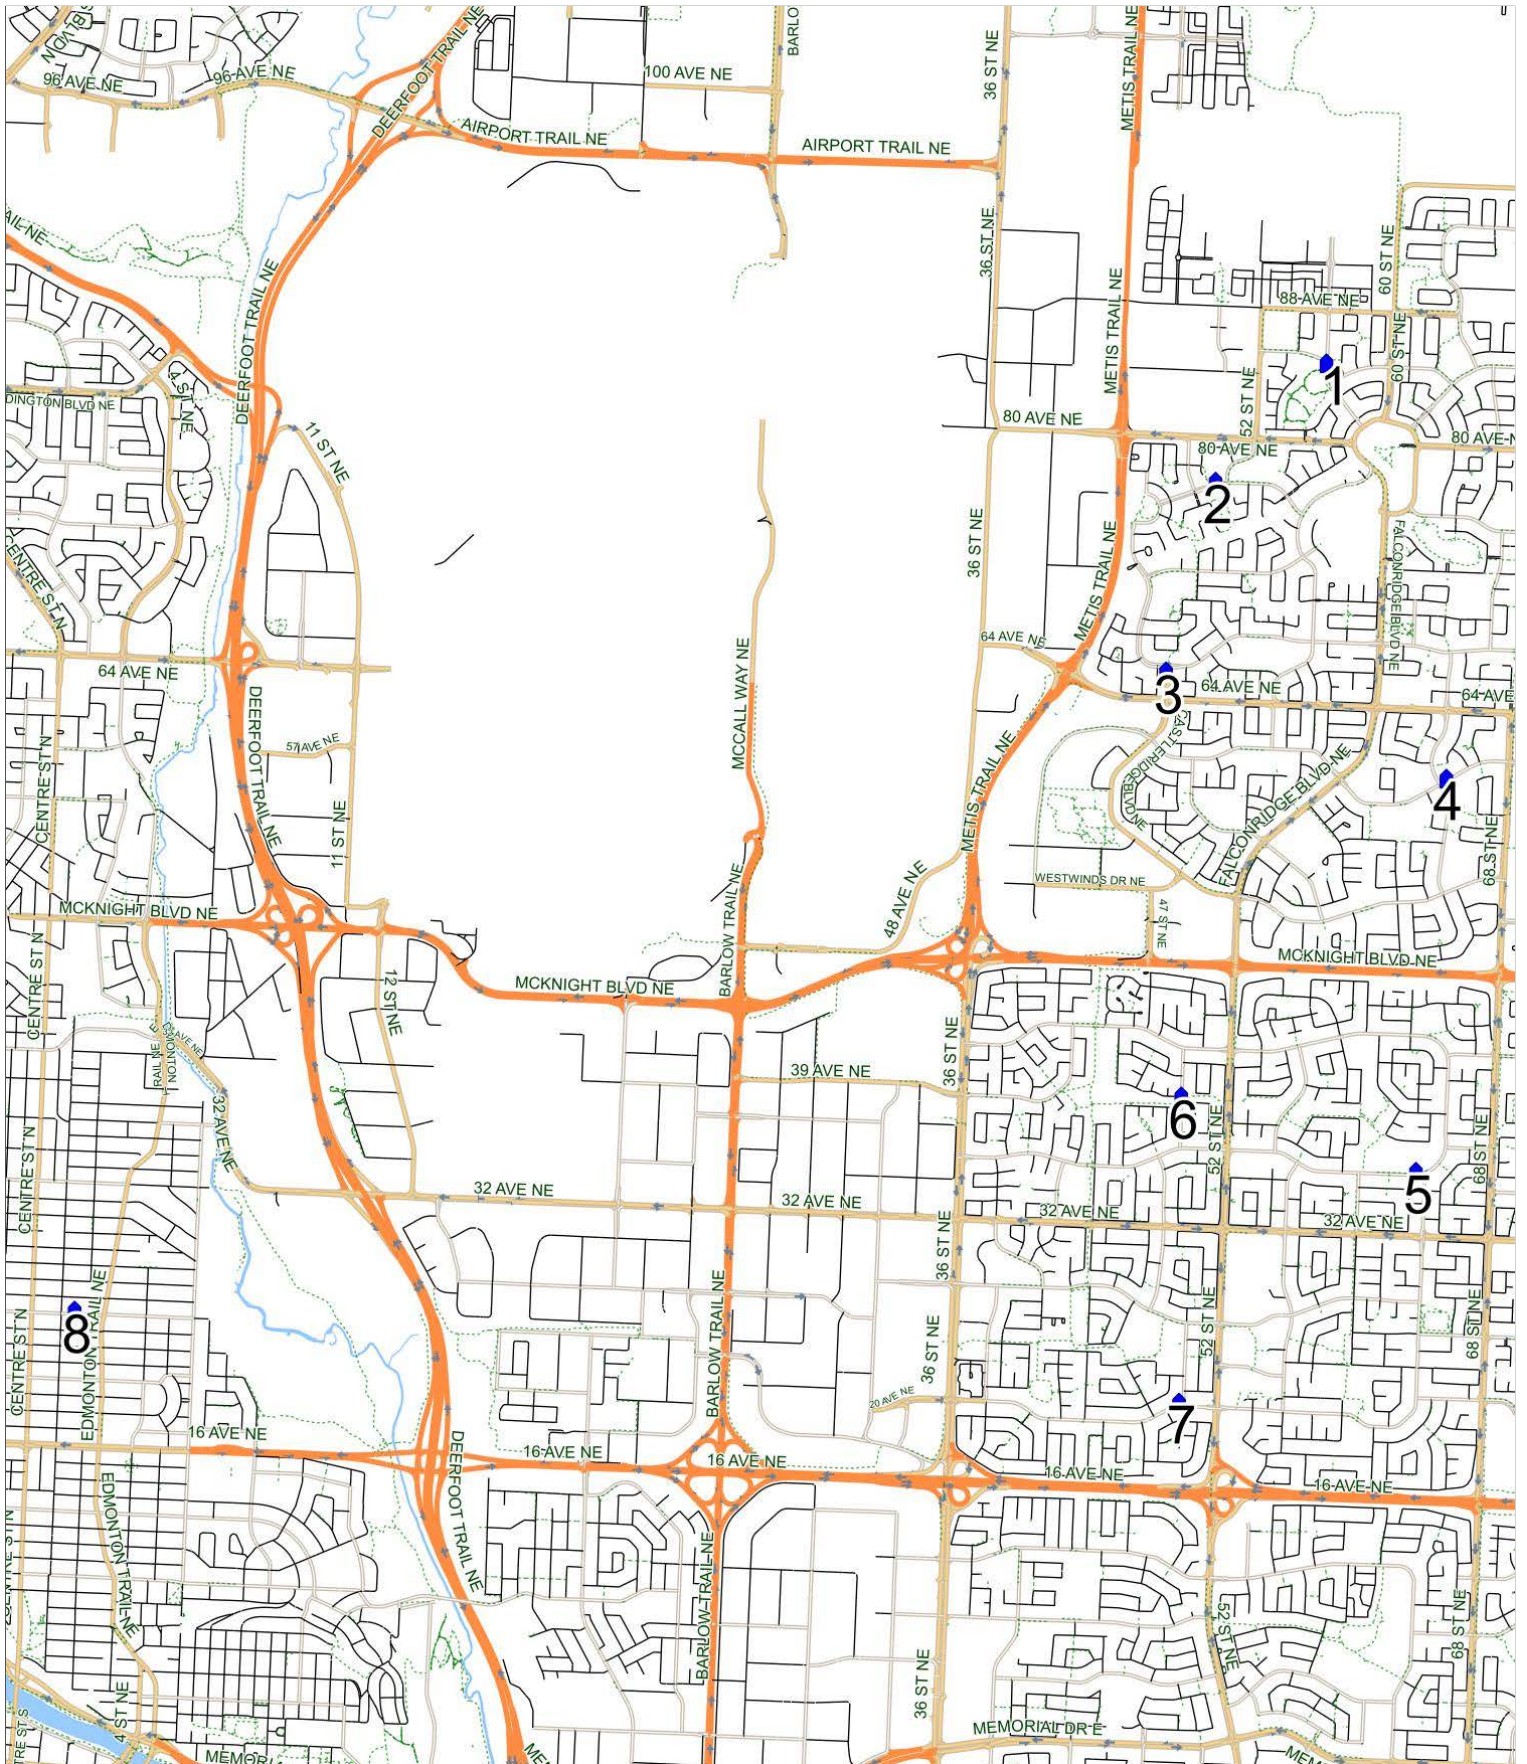 BLVD N
96 AVE NE
96 AVE NE
DEERFOOT TRAIL NE
100 AVE NE
BARLO
36 ST NE
METIS TRAIL NE
AIRPORT TRAIL NE
AIRPORT TRAIL NE
AIL NE
DEERFOOT TRAIL NE
36 ST NE
METIS TRAIL NE
60 ST NE
88 AVE NE
60 ST NE
1
4 ST NE
DINGTON BLVD NE
11 ST NE
52 ST NE
80 AVE NE
80 AVE NE
80 AVE N
2
CENTRE ST N
36 ST NE
METIS TRAIL NE
FALCONRIDGE BLVD NE
64 AVE NE
64 AVE NE
3
64 AVE NE
64 AVE
DEERFOOT TRAIL NE
MCCALL WAY NE
57 AVE NE
CENTRE ST N
11 ST NE
METIS TRAIL NE
CASTLERIDGE BLVD NE
FALCONRIDGE BLVD NE
4
68 ST NE
48 AVE NE
WESTWINDS DR NE
47 ST NE
MCKNIGHT BLVD NE
CENTRE ST N
12 ST NE
MCKNIGHT BLVD NE
BARLOW TRAIL NE
MCKNIGHT BLVD NE
36 ST NE
39 AVE NE
6
52 ST NE
32 AVE NE
CENTRE ST N
68 ST NE
5
32 AVE NE
32 AVE NE
32 AVE NE
32 AVE NE
36 ST NE
8
EDMONTON TRAIL NE
CENTRE ST N
BARLOW TRAIL NE
36 ST NE
52 ST NE
68 ST NE
20 AVE NE
7
16 AVE NE
16 AVE NE
16 AVE NE
16 AVE NE
16 AVE NE
DEERFOOT TRAIL NE
EDMONTON TRAIL NE
BARLOW TRAIL NE
36 ST NE
52 ST NE
68 ST NE
4 ST NE
MEMORIAL DR E
MEMORI